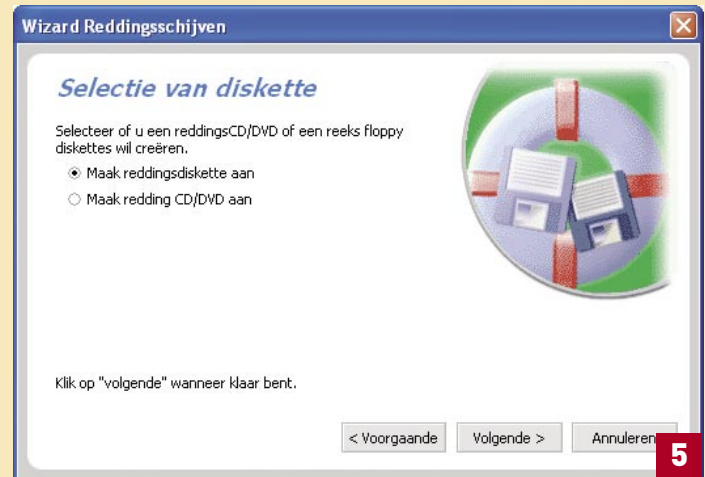 Wizard Reddingsschijven
Selectie van diskette
Selecteer of u een reddingsCD/DVD of een reeks floppy
diskettes wil creëren.
Maak reddingsdiskette aan
Maak redding CD/DVD aan
Klik op "volgende" wanneer klaar bent.
< Voorgaande Volgende > Annuleren
5